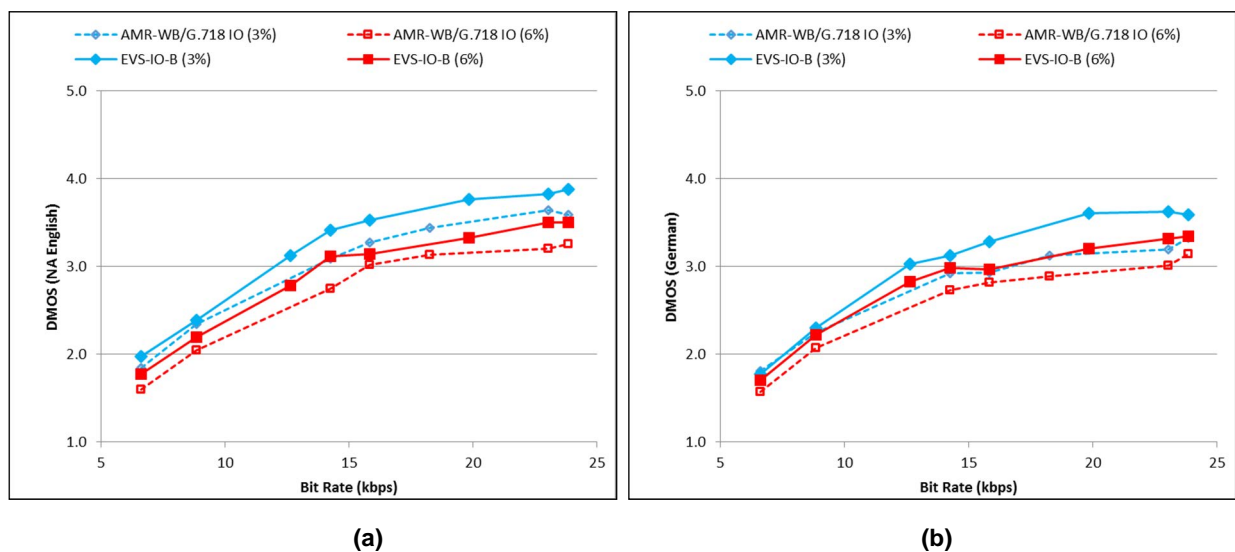 AMR-WB/G.718 IO (3%) AMR-WB/G.718 IO (6%)
EVS-IO-B (3%) EVS-IO-B (6%)
5.0
4.0
3.0
2.0
1.0
DMOS (NA English)
5 10 15 20 25
Bit Rate (kbps)
(a)
AMR-WB/G.718 IO (3%) AMR-WB/G.718 IO (6%)
EVS-IO-B (3%) EVS-IO-B (6%)
5.0
4.0
3.0
2.0
1.0
DMOS (German)
5 10 15 20 25
Bit Rate (kbps)
(b)